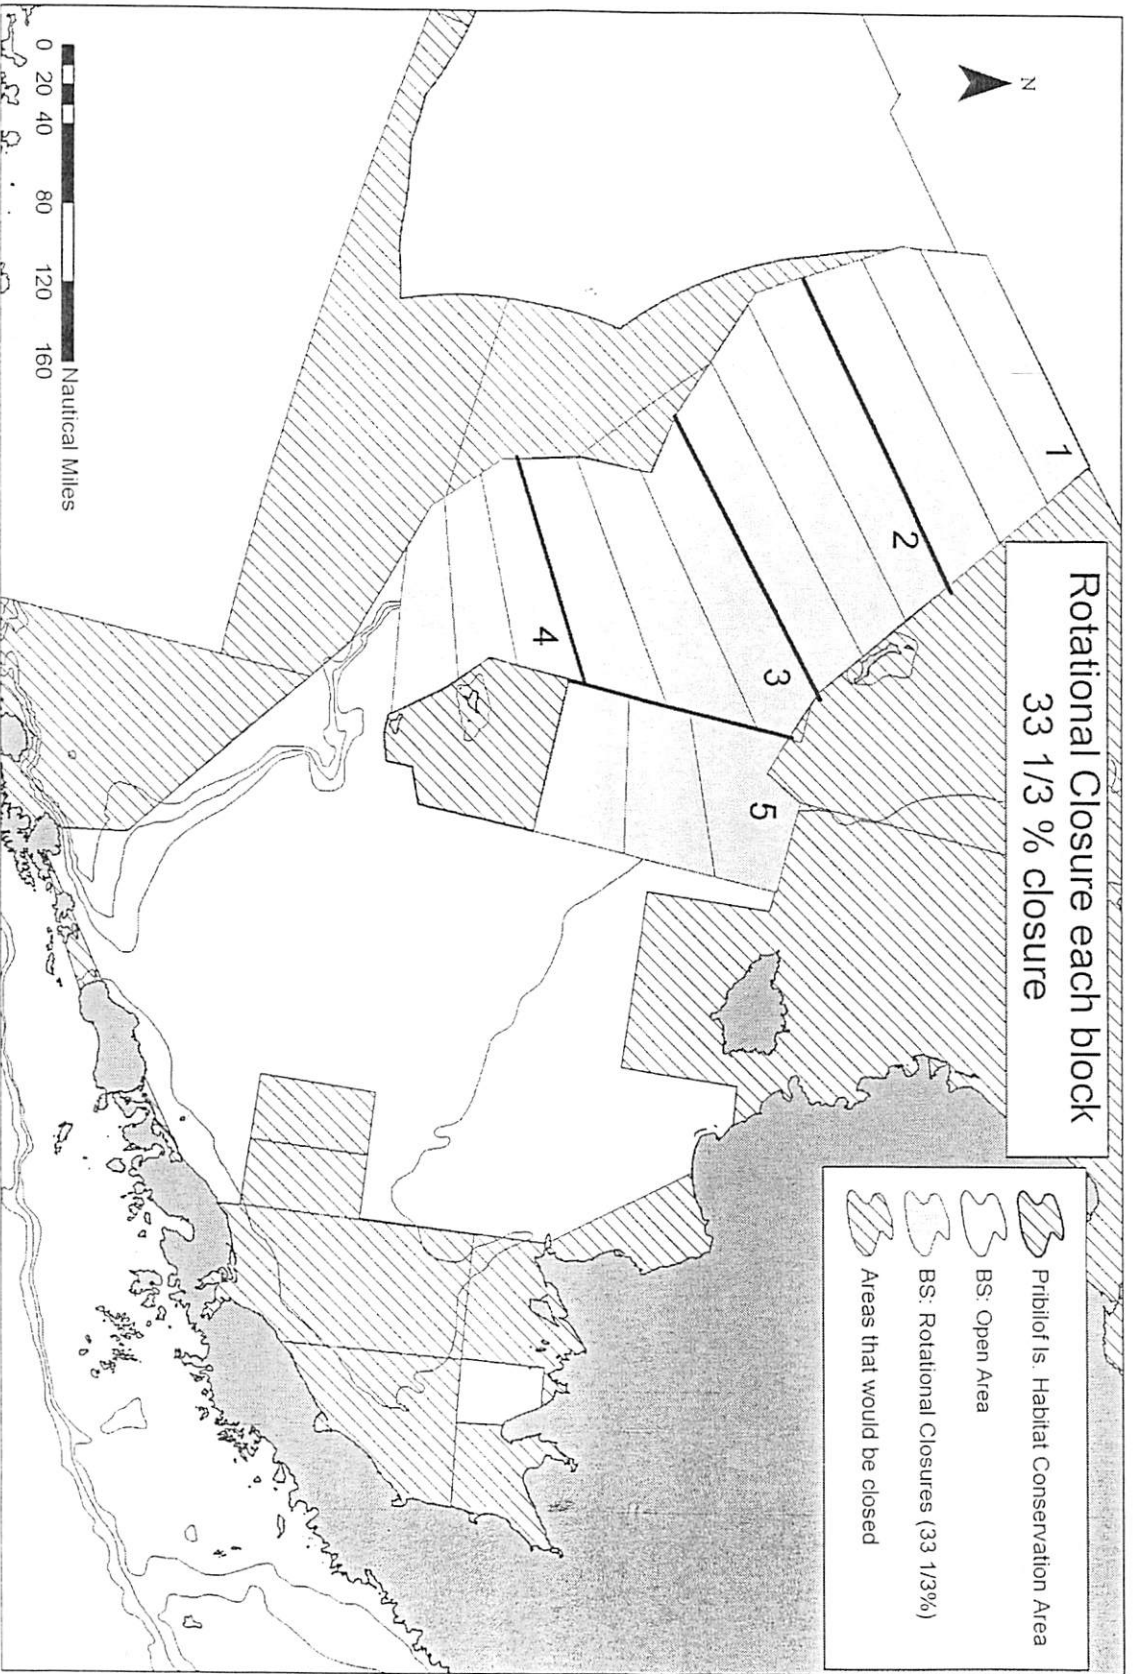 Rotational Closure each block
33 1/3 % closure
Pribilof Is. Habitat Conservation Area
BS: Open Area
BS: Rotational Closures (33 1/3%)
Areas that would be closed
N
1
2
3
4
5
0 20 40 80 120 160
Nautical Miles